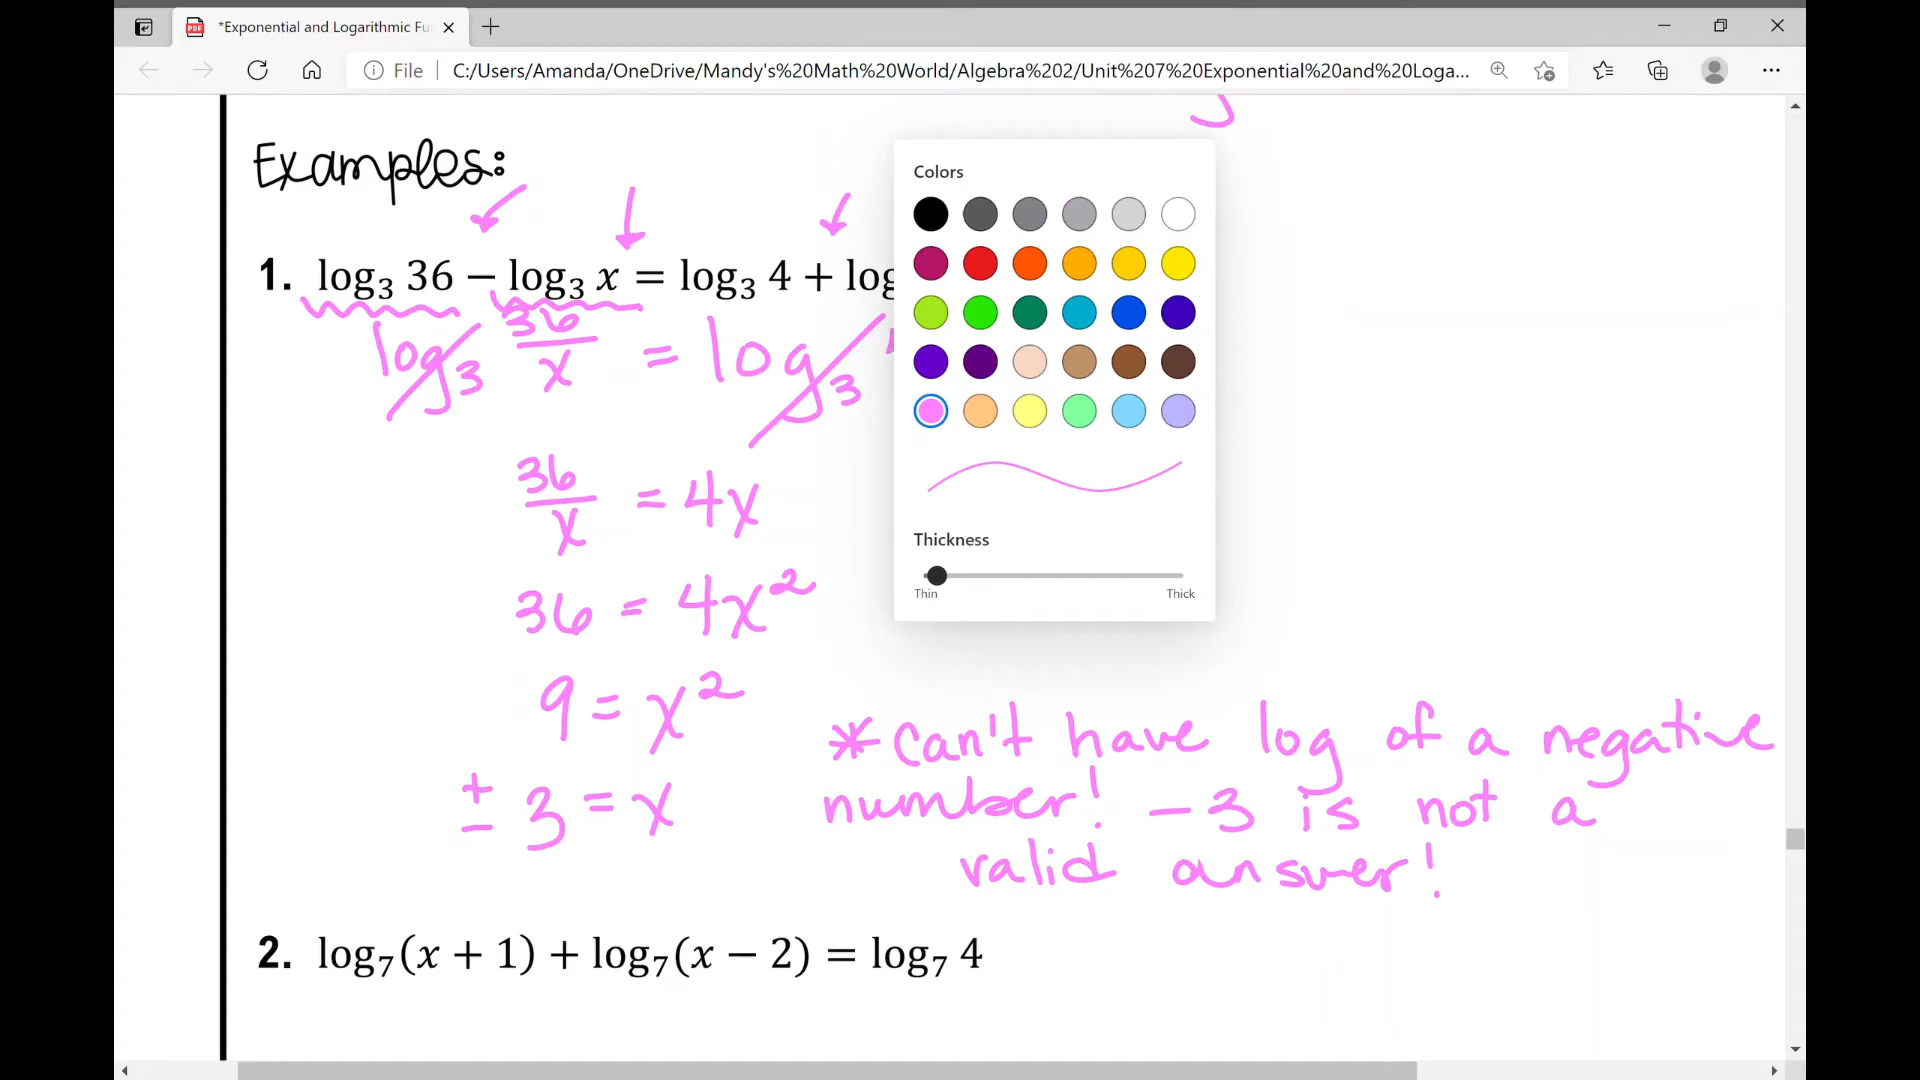 *Exponential and Logarithmic Fu
File C:/Users/Amanda/OneDrive/Mandy's%20Math%20World/Algebra%202/Unit%207%20Exponential%20and%20Loga...
Examples:
1. log₃ 36 − log₃ x = log₃ 4 + log
log₃ 36/x = log₃
36/x = 4x
36 = 4x²
9 = x²
± 3 = x
*can't have log of a negative
number! -3 is not a
valid answer!
2. log₇(x + 1) + log₇(x − 2) = log₇ 4
Colors
Thickness
Thin Thick